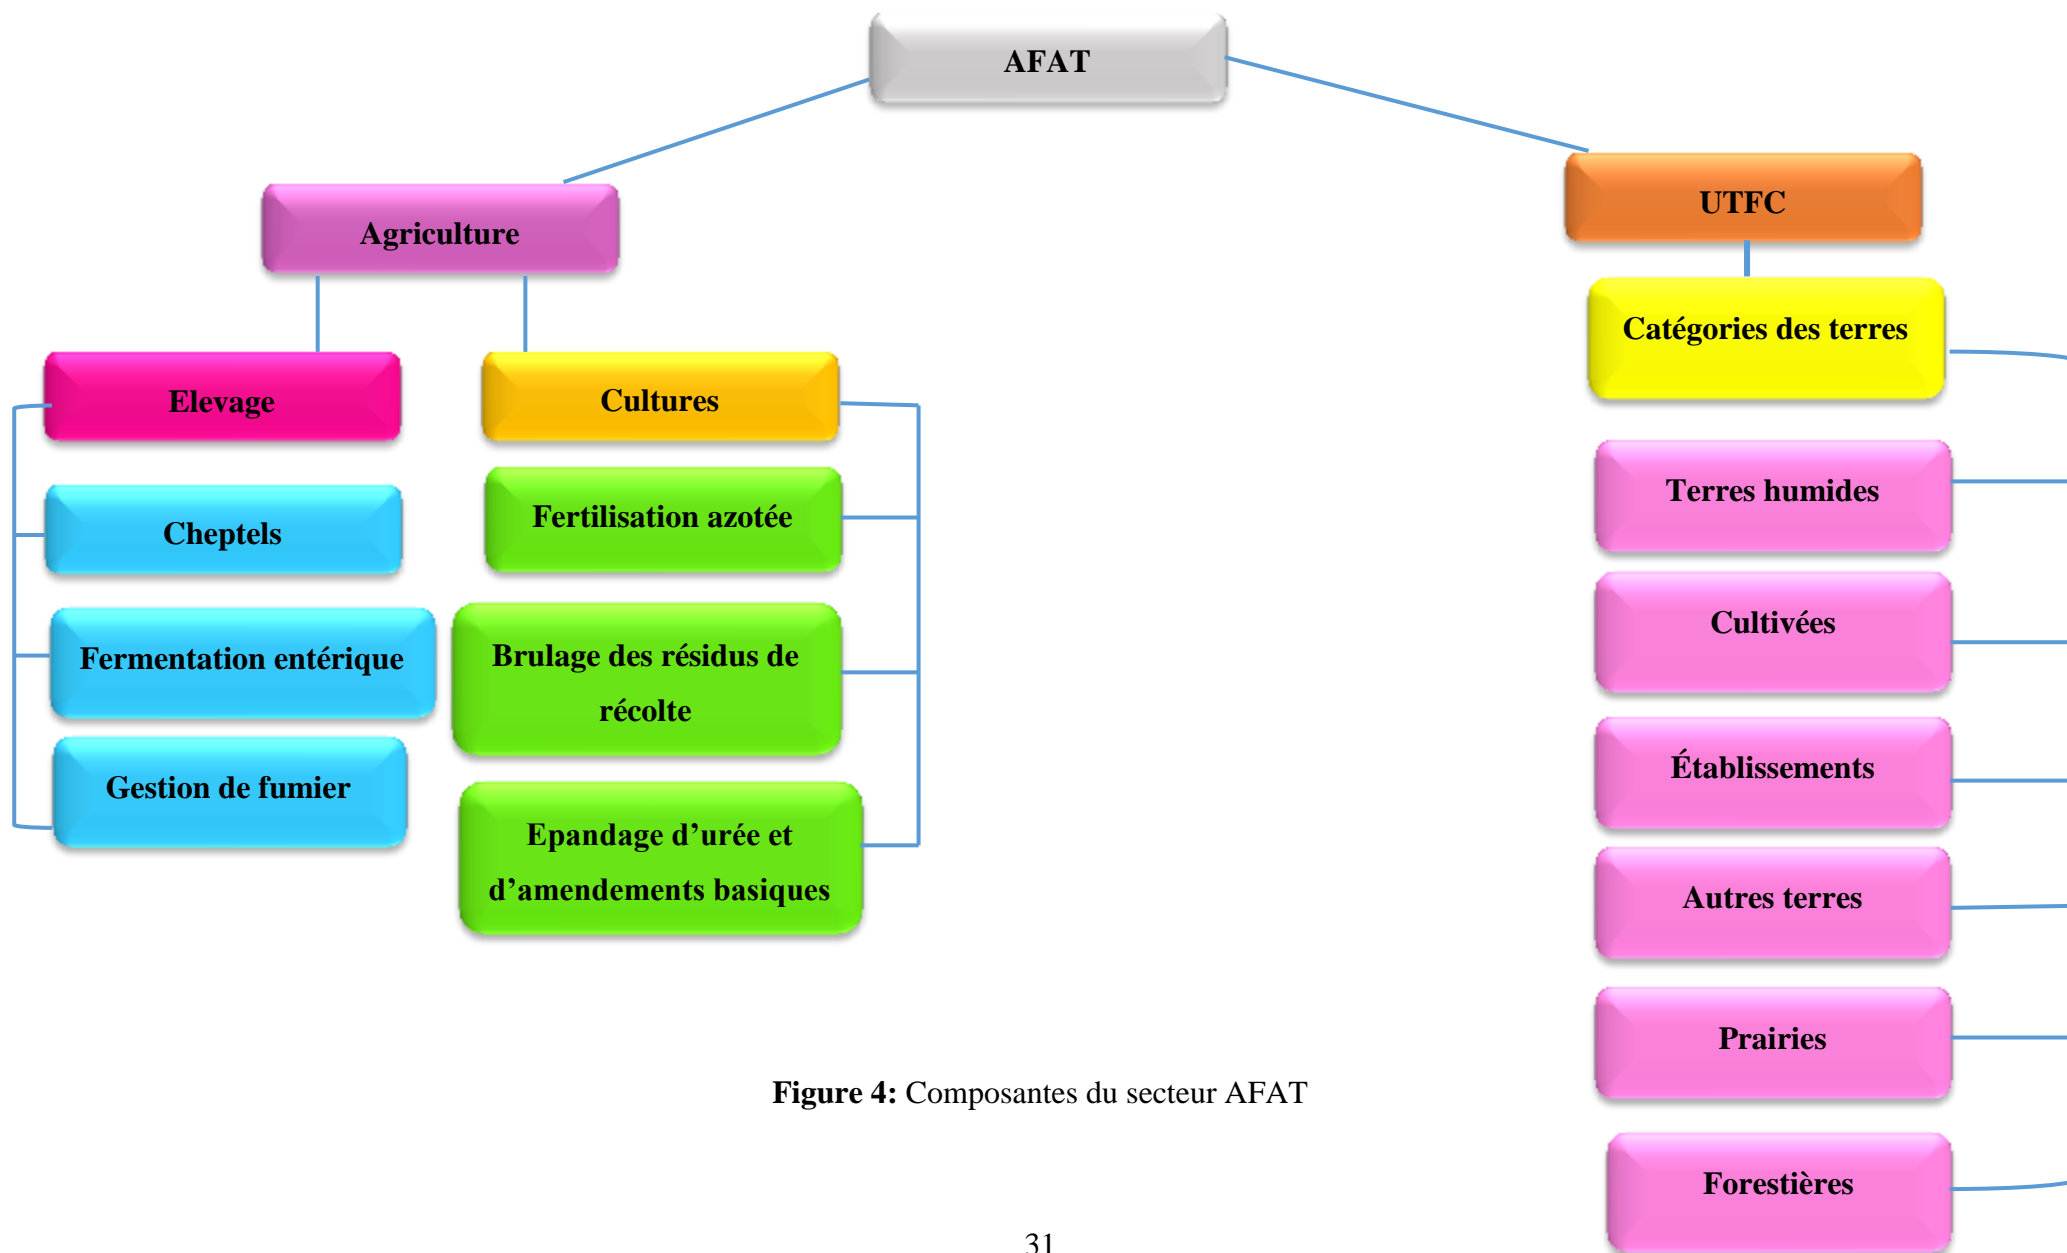 AFAT
Agriculture
UTFC
Elevage
Cultures
Catégories des terres
Cheptels
Fermentation entérique
Gestion de fumier
Fertilisation azotée
Brulage des résidus de
récolte
Epandage d’urée et
d’amendements basiques
Terres humides
Cultivées
Établissements
Autres terres
Prairies
Forestières
Figure 4: Composantes du secteur AFAT
31